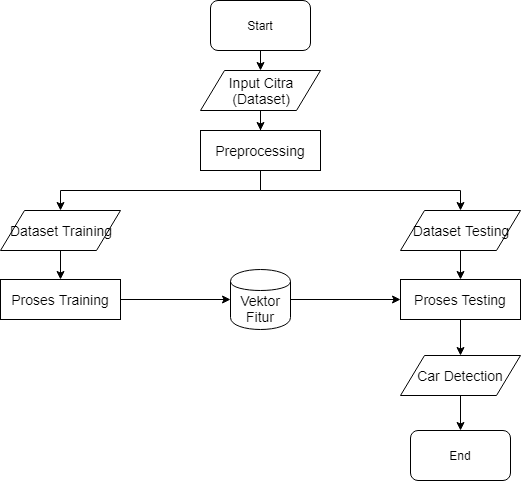 Start
Input Citra
(Dataset)
Preprocessing
Dataset Training
Dataset Testing
Proses Training
Vektor
Fitur
Proses Testing
Car Detection
End